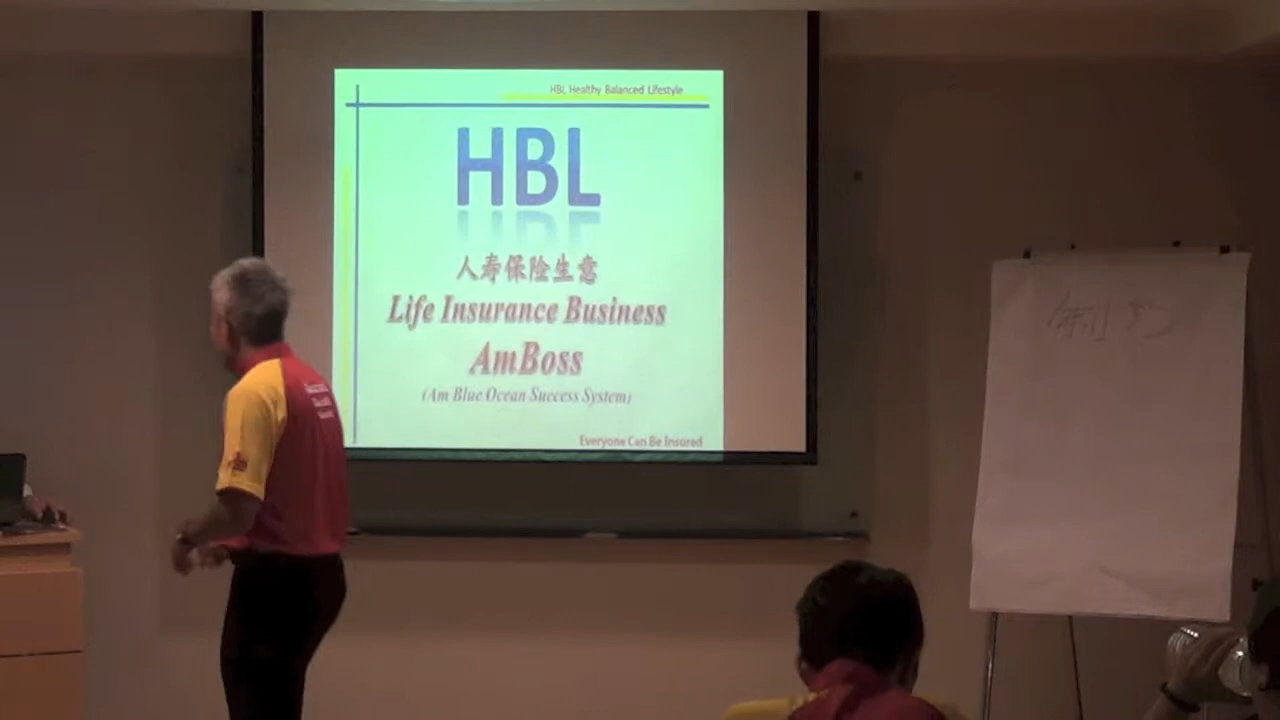 HBL Healthy Balanced Lifestyle
HBL
人寿保险生意
Life Insurance Business
AmBoss
(Am Blue Ocean Success System)
Everyone Can Be Insured